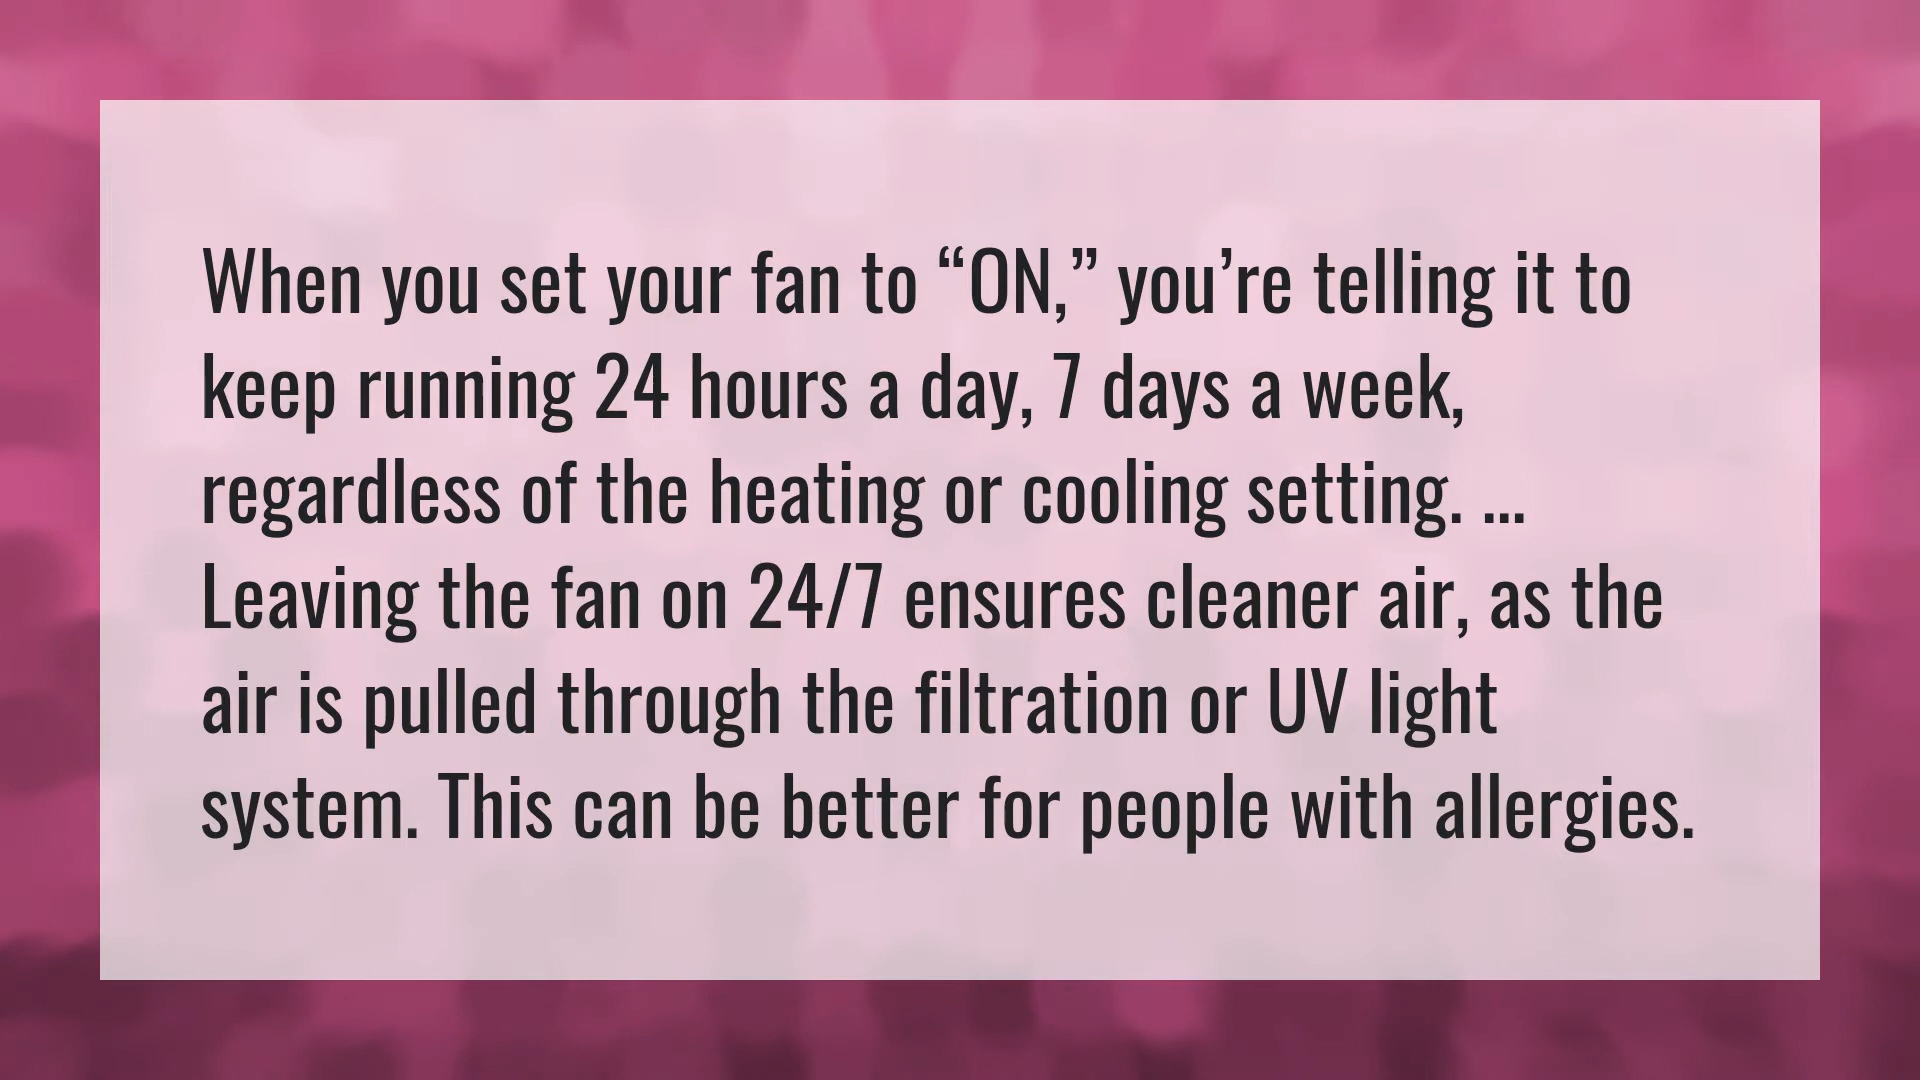 When you set your fan to “ON,” you’re telling it to
keep running 24 hours a day, 7 days a week,
regardless of the heating or cooling setting. ...
Leaving the fan on 24/7 ensures cleaner air, as the
air is pulled through the filtration or UV light
system. This can be better for people with allergies.